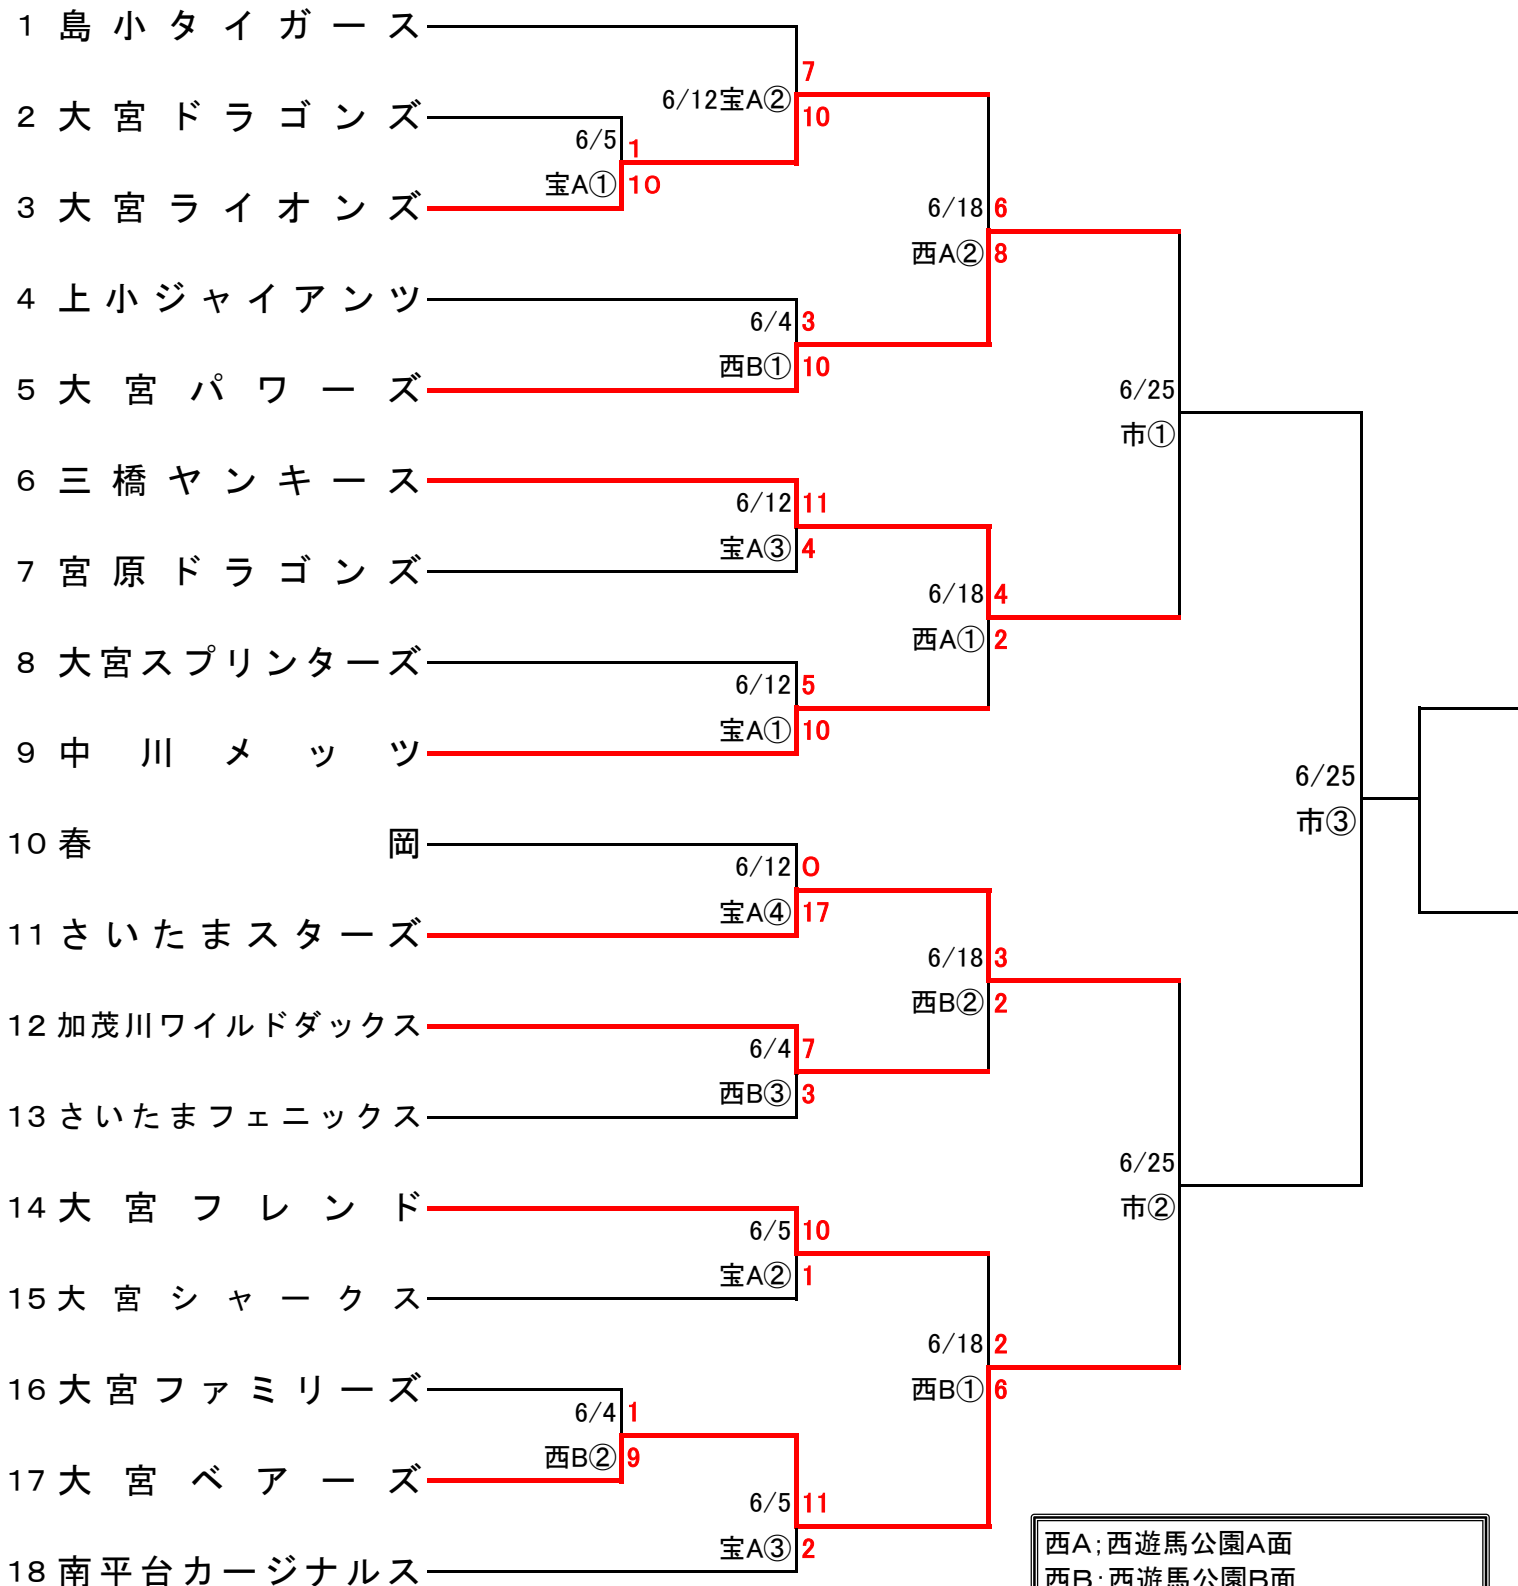 1 島小タイガース
7
6/12宝A②
10
2 大宮ドラゴンズ
6/5
1
宝A①
10
3 大宮ライオンズ
6/18
6
西A②
8
4 上小ジャイアンツ
6/4
3
西B①
10
5 大宮パワーズ
6/25
市①
6 三橋ヤンキース
6/12
11
宝A③
4
7 宮原ドラゴンズ
6/18
4
西A①
2
8 大宮スプリンターズ
6/12
5
宝A①
10
9 中川メッツ
6/25
市③
10 春岡
6/12
0
宝A④
17
11 さいたまスターズ
6/18
3
西B②
2
12 加茂川ワイルドダックス
6/4
7
西B③
3
13 さいたまフェニックス
6/25
市②
14 大宮フレンド
6/5
10
宝A②
1
15 大宮シャークス
6/18
2
西B①
6
16 大宮ファミリーズ
6/4
1
西B②
9
17 大宮ベアーズ
6/5
11
宝A③
2
18 南平台カージナルス
西A;西遊馬公園A面
西B;西遊馬公園B面